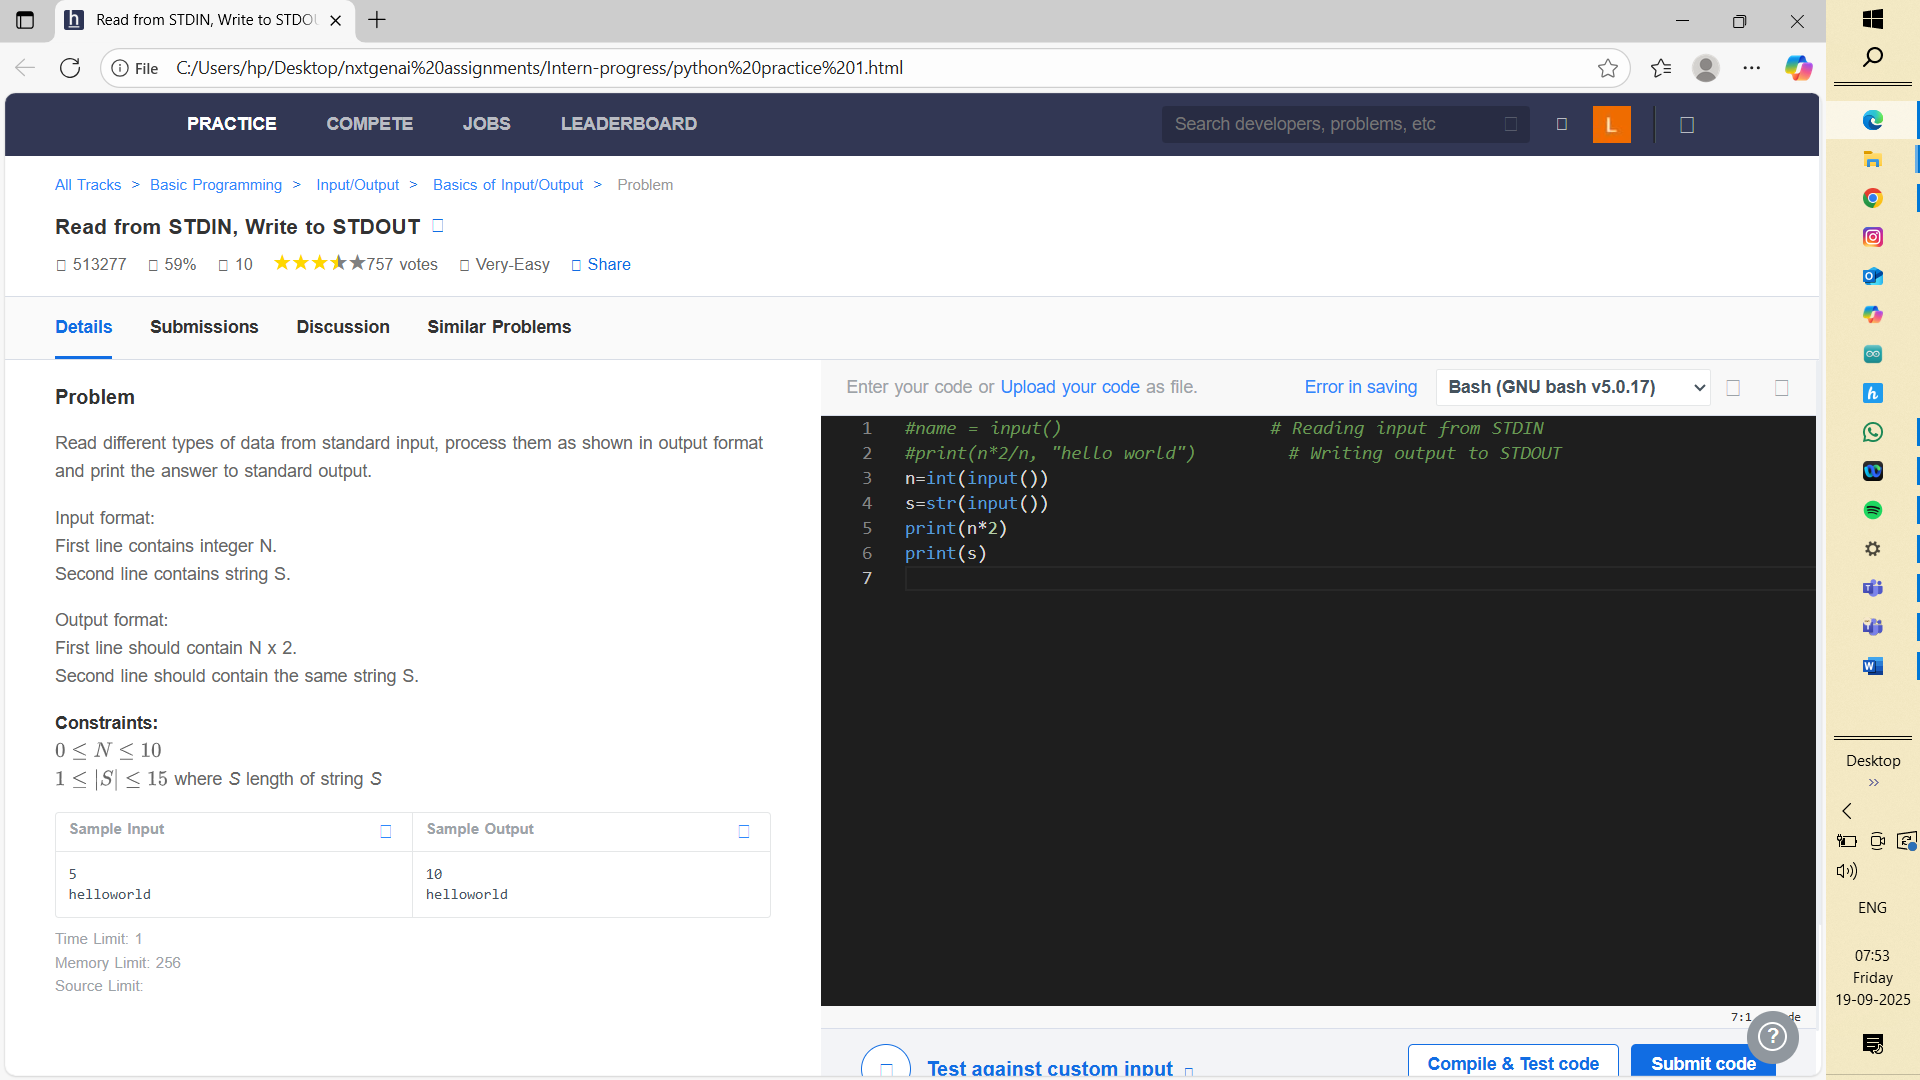 Read from STDIN, Write to STDO
File C:/Users/hp/Desktop/nxtgenai%20assignments/Intern-progress/python%20practice%201.html
PRACTICE COMPETE JOBS LEADERBOARD Search developers, problems, etc L
All Tracks > Basic Programming > Input/Output > Basics of Input/Output > Problem
Read from STDIN, Write to STDOUT
513277 59% 10 ★★★★★757 votes Very-Easy Share
Details Submissions Discussion Similar Problems
Problem
Read different types of data from standard input, process them as shown in output format
and print the answer to standard output.
Input format:
First line contains integer N.
Second line contains string S.
Output format:
First line should contain N x 2.
Second line should contain the same string S.
Constraints:
0 ≤ N ≤ 10
1 ≤ |S| ≤ 15 where S length of string S
Sample Input Sample Output
5 10
helloworld helloworld
Time Limit: 1
Memory Limit: 256
Source Limit:
Enter your code or Upload your code as file. Error in saving Bash (GNU bash v5.0.17)
1 #name = input() # Reading input from STDIN
2 #print(n*2/n, "hello world") # Writing output to STDOUT
3 n=int(input())
4 s=str(input())
5 print(n*2)
6 print(s)
7
7:1 de
?
Test against custom input Compile & Test code Submit code
Desktop
»
ENG
07:53
Friday
19-09-2025